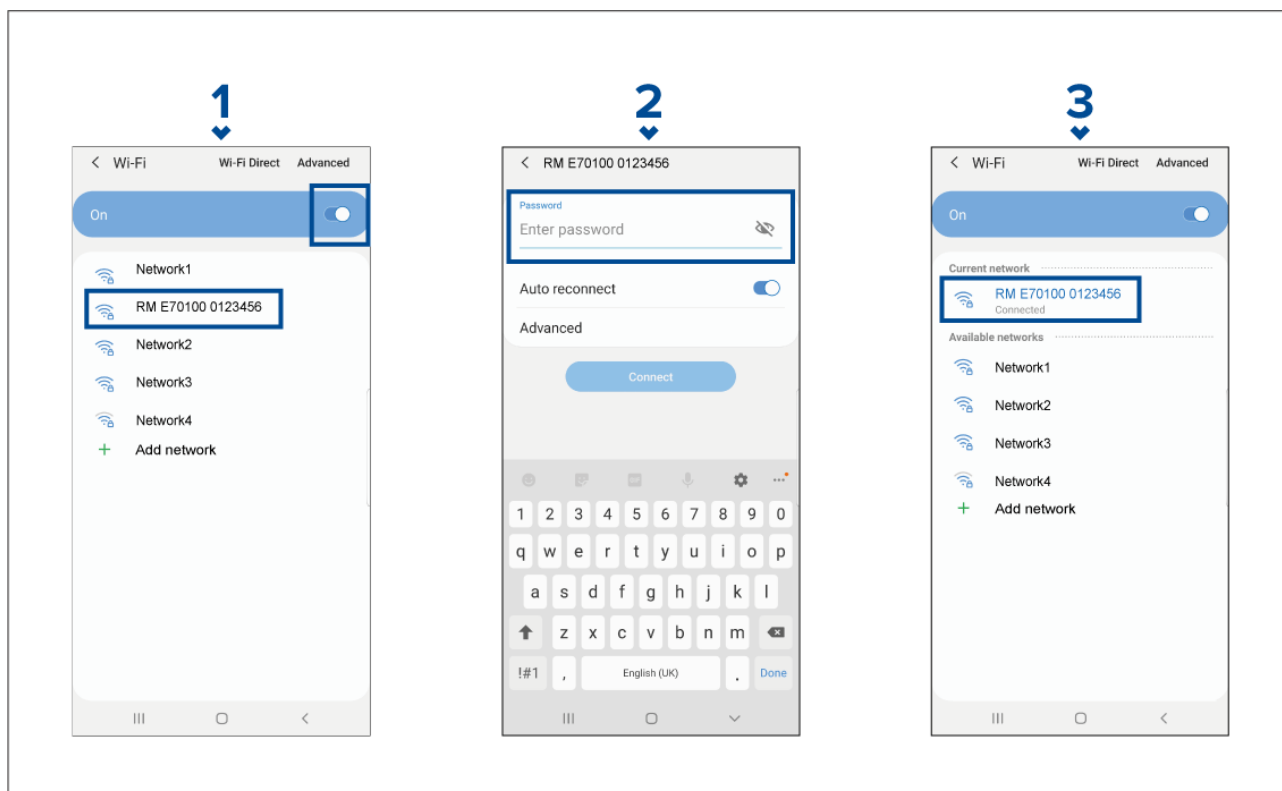 1
< Wi-Fi Wi-Fi Direct Advanced
On
Network1
RM E70100 0123456
Network2
Network3
Network4
+ Add network
2
< RM E70100 0123456
Password
Enter password
Auto reconnect
Advanced
Connect
1 2 3 4 5 6 7 8 9 0
q w e r t y u i o p
a s d f g h j k l
z x c v b n m
!#1 , English (UK) . Done
3
< Wi-Fi Wi-Fi Direct Advanced
On
Current network
RM E70100 0123456
Connected
Available networks
Network1
Network2
Network3
Network4
+ Add network